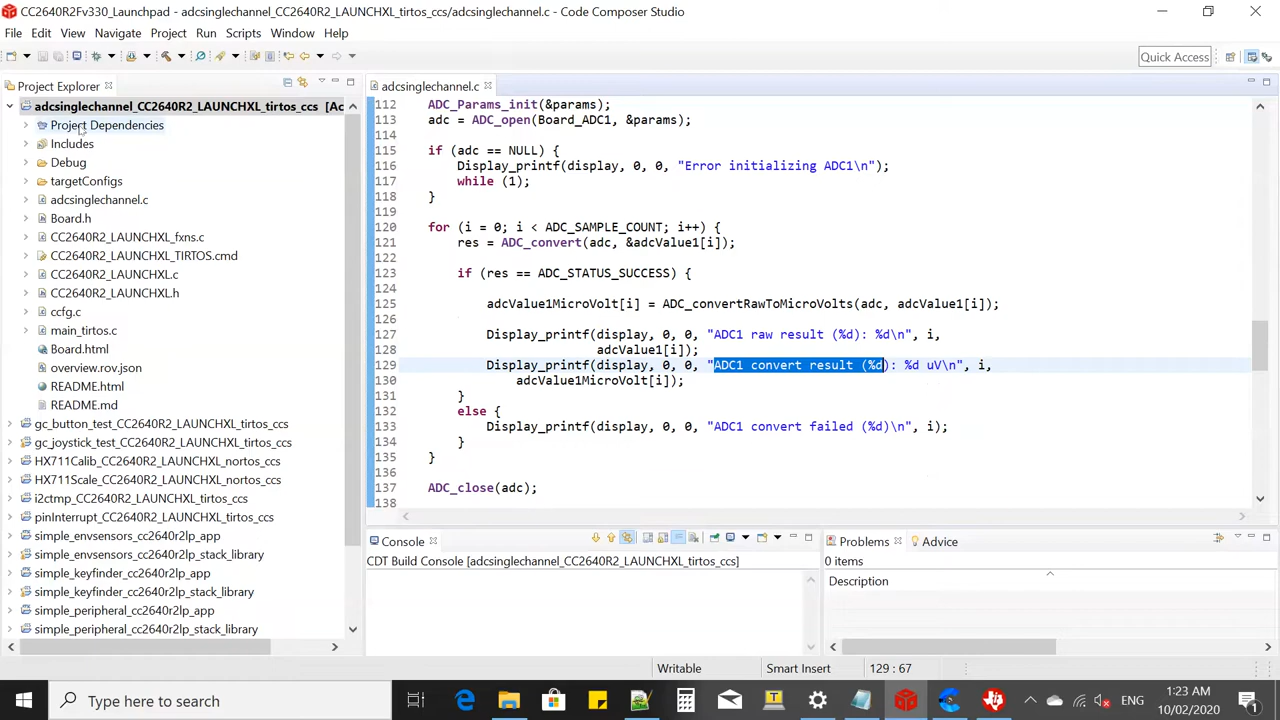 CC2640R2Fv330_Launchpad - adcsinglechannel_CC2640R2_LAUNCHXL_tirtos_ccs/adcsinglechannel.c - Code Composer Studio
File Edit View Navigate Project Run Scripts Window Help
Quick Access
Project Explorer
adcsinglechannel_CC2640R2_LAUNCHXL_tirtos_ccs [Ac
Project Dependencies
Includes
Debug
targetConfigs
adcsinglechannel.c
Board.h
CC2640R2_LAUNCHXL_fxns.c
CC2640R2_LAUNCHXL_TIRTOS.cmd
CC2640R2_LAUNCHXL.c
CC2640R2_LAUNCHXL.h
ccfg.c
main_tirtos.c
Board.html
overview.rov.json
README.html
README.md
gc_button_test_CC2640R2_LAUNCHXL_tirtos_ccs
gc_joystick_test_CC2640R2_LAUNCHXL_tirtos_ccs
HX711Calib_CC2640R2_LAUNCHXL_nortos_ccs
HX711Scale_CC2640R2_LAUNCHXL_nortos_ccs
i2ctmp_CC2640R2_LAUNCHXL_tirtos_ccs
pinInterrupt_CC2640R2_LAUNCHXL_tirtos_ccs
simple_envsensors_cc2640r2lp_app
simple_envsensors_cc2640r2lp_stack_library
simple_keyfinder_cc2640r2lp_app
simple_keyfinder_cc2640r2lp_stack_library
simple_peripheral_cc2640r2lp_app
simple_peripheral_cc2640r2lp_stack_library
adcsinglechannel.c
112 ADC_Params_init(&params);
113 adc = ADC_open(Board_ADC1, &params);
114
115 if (adc == NULL) {
116 Display_printf(display, 0, 0, "Error initializing ADC1\n");
117 while (1);
118 }
119
120 for (i = 0; i < ADC_SAMPLE_COUNT; i++) {
121 res = ADC_convert(adc, &adcValue1[i]);
122
123 if (res == ADC_STATUS_SUCCESS) {
124
125 adcValue1MicroVolt[i] = ADC_convertRawToMicroVolts(adc, adcValue1[i]);
126
127 Display_printf(display, 0, 0, "ADC1 raw result (%d): %d\n", i,
128 adcValue1[i]);
129 Display_printf(display, 0, 0, "ADC1 convert result (%d): %d uV\n", i,
130 adcValue1MicroVolt[i]);
131 }
132 else {
133 Display_printf(display, 0, 0, "ADC1 convert failed (%d)\n", i);
134 }
135 }
136
137 ADC_close(adc);
138
Console
CDT Build Console [adcsinglechannel_CC2640R2_LAUNCHXL_tirtos_ccs]
Problems Advice
0 items
Description
Writable Smart Insert 129 : 67
Type here to search
ENG
1:23 AM
10/02/2020
1